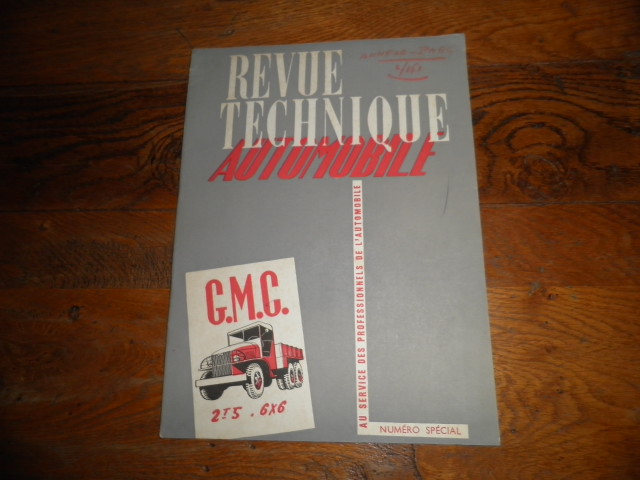 REVUE
TECHNIQUE
AUTOMOBILE
G.M.C.
2T5 . 6X6
AU SERVICE DES PROFESSIONNELS DE L'AUTOMOBILE
NUMÉRO SPÉCIAL